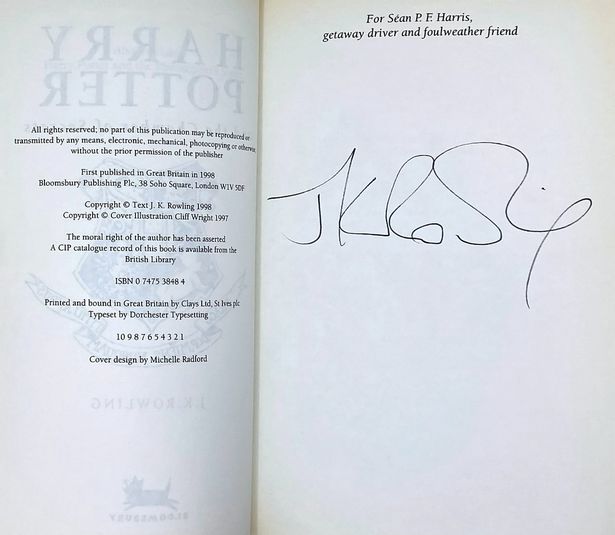 HARRY
POTTER
All rights reserved; no part of this publication may be reproduced or
transmitted by any means, electronic, mechanical, photocopying or otherwise
without the prior permission of the publisher
First published in Great Britain in 1998
Bloomsbury Publishing Plc, 38 Soho Square, London W1V 5DF
Copyright © Text J. K. Rowling 1998
Copyright © Cover Illustration Cliff Wright 1997
The moral right of the author has been asserted
A CIP catalogue record of this book is available from the
British Library
ISBN 0 7475 3848 4
Printed and bound in Great Britain by Clays Ltd, St Ives plc
Typeset by Dorchester Typesetting
10 9 8 7 6 5 4 3 2 1
Cover design by Michelle Radford
J.K.ROWLING
BLOOMSBURY
For Séan P. F. Harris,
getaway driver and foulweather friend
JK Rowling